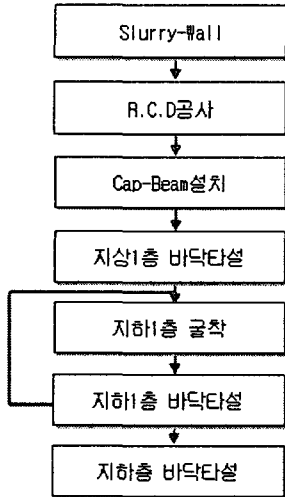 Slurry-Wall
R.C.D공사
Cap-Beam설치
지상1층 바닥타설
지하1층 굴착
지하1층 바닥타설
지하층 바닥타설